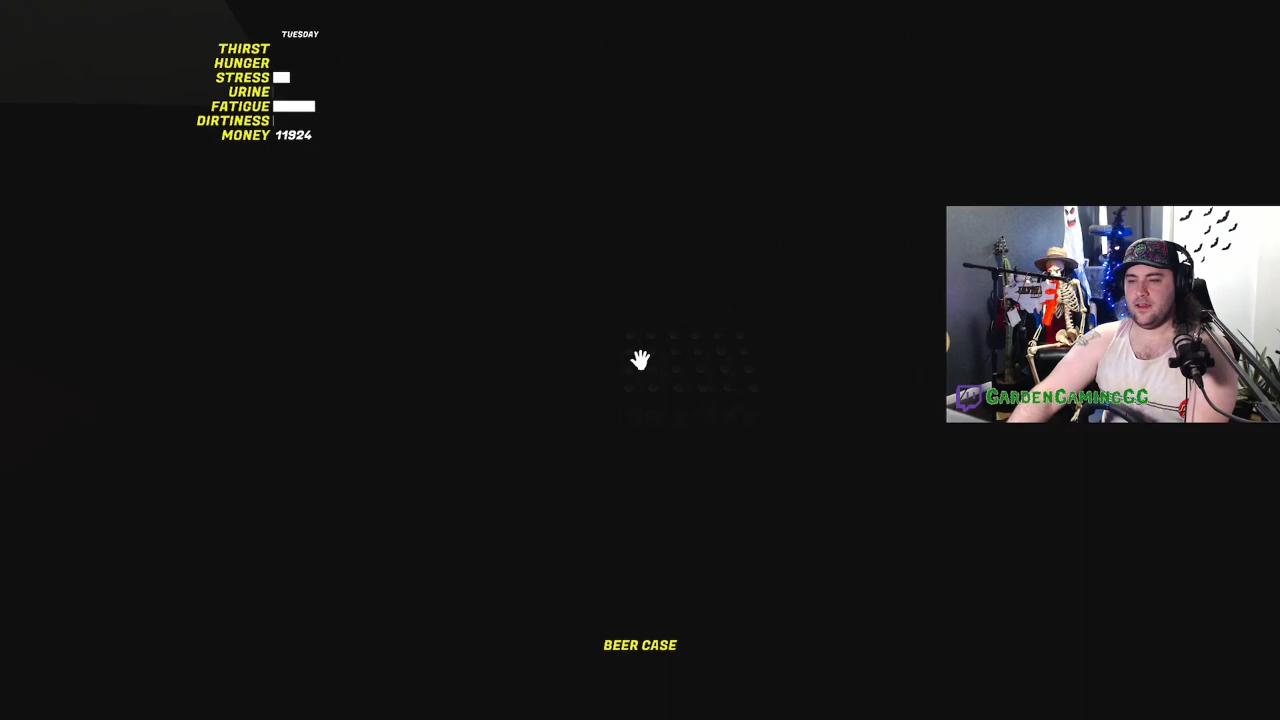 TUESDAY
THIRST
HUNGER
STRESS
URINE
FATIGUE
DIRTINESS
MONEY 11924
GARDENGAMINGGG
BEER CASE